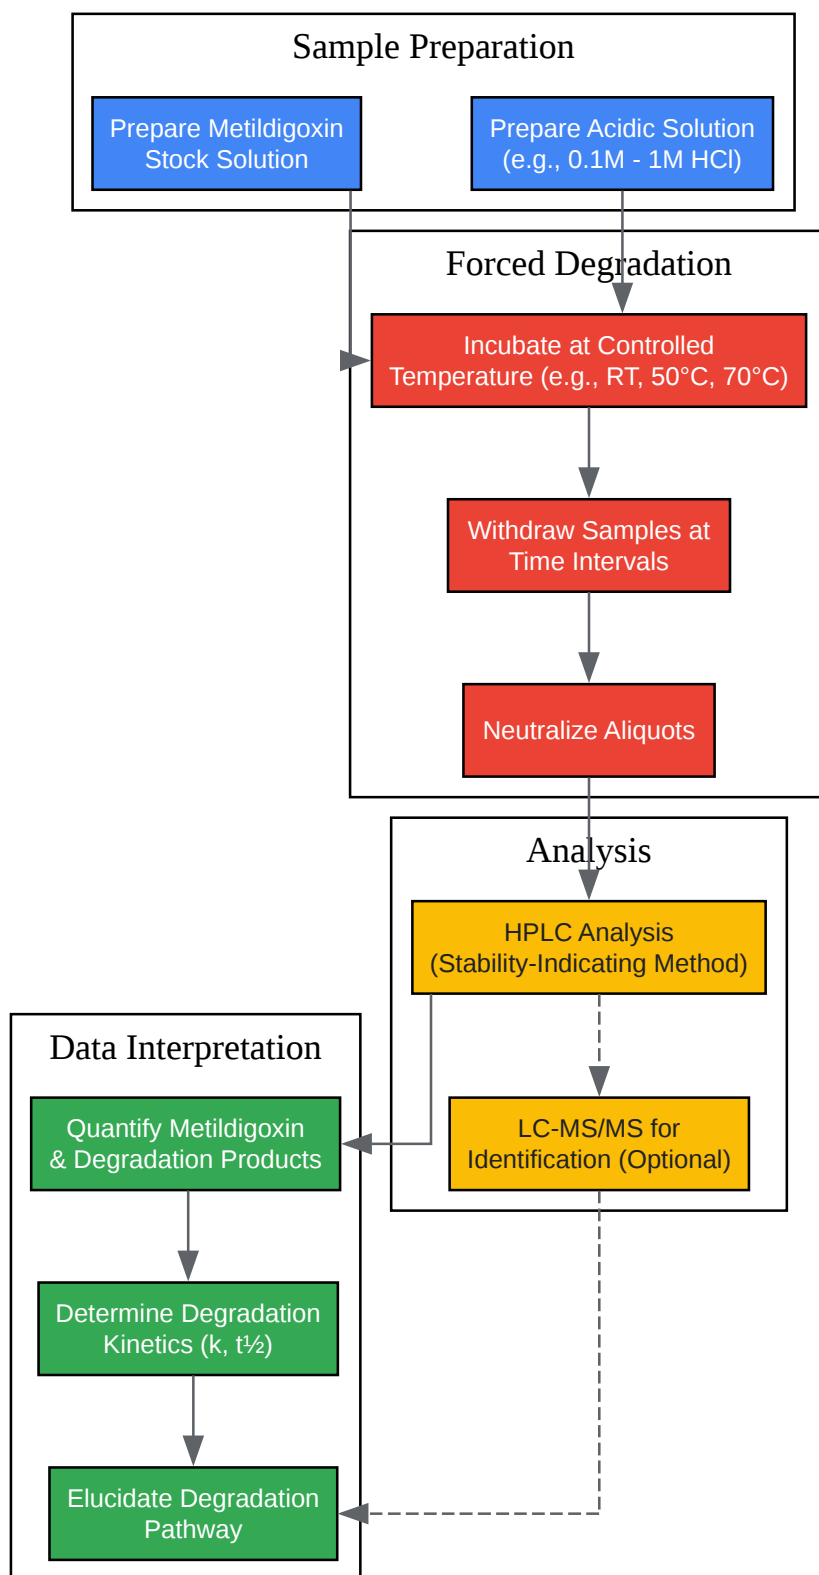 Sample Preparation
Prepare Metildigoxin
Stock Solution
Prepare Acidic Solution
(e.g., 0.1M - 1M HCl)
Forced Degradation
Incubate at Controlled
Temperature (e.g., RT, 50°C, 70°C)
Withdraw Samples at
Time Intervals
Neutralize Aliquots
Analysis
HPLC Analysis
(Stability-Indicating Method)
LC-MS/MS for
Identification (Optional)
Data Interpretation
Quantify Metildigoxin
& Degradation Products
Determine Degradation
Kinetics (k, t½)
Elucidate Degradation
Pathway